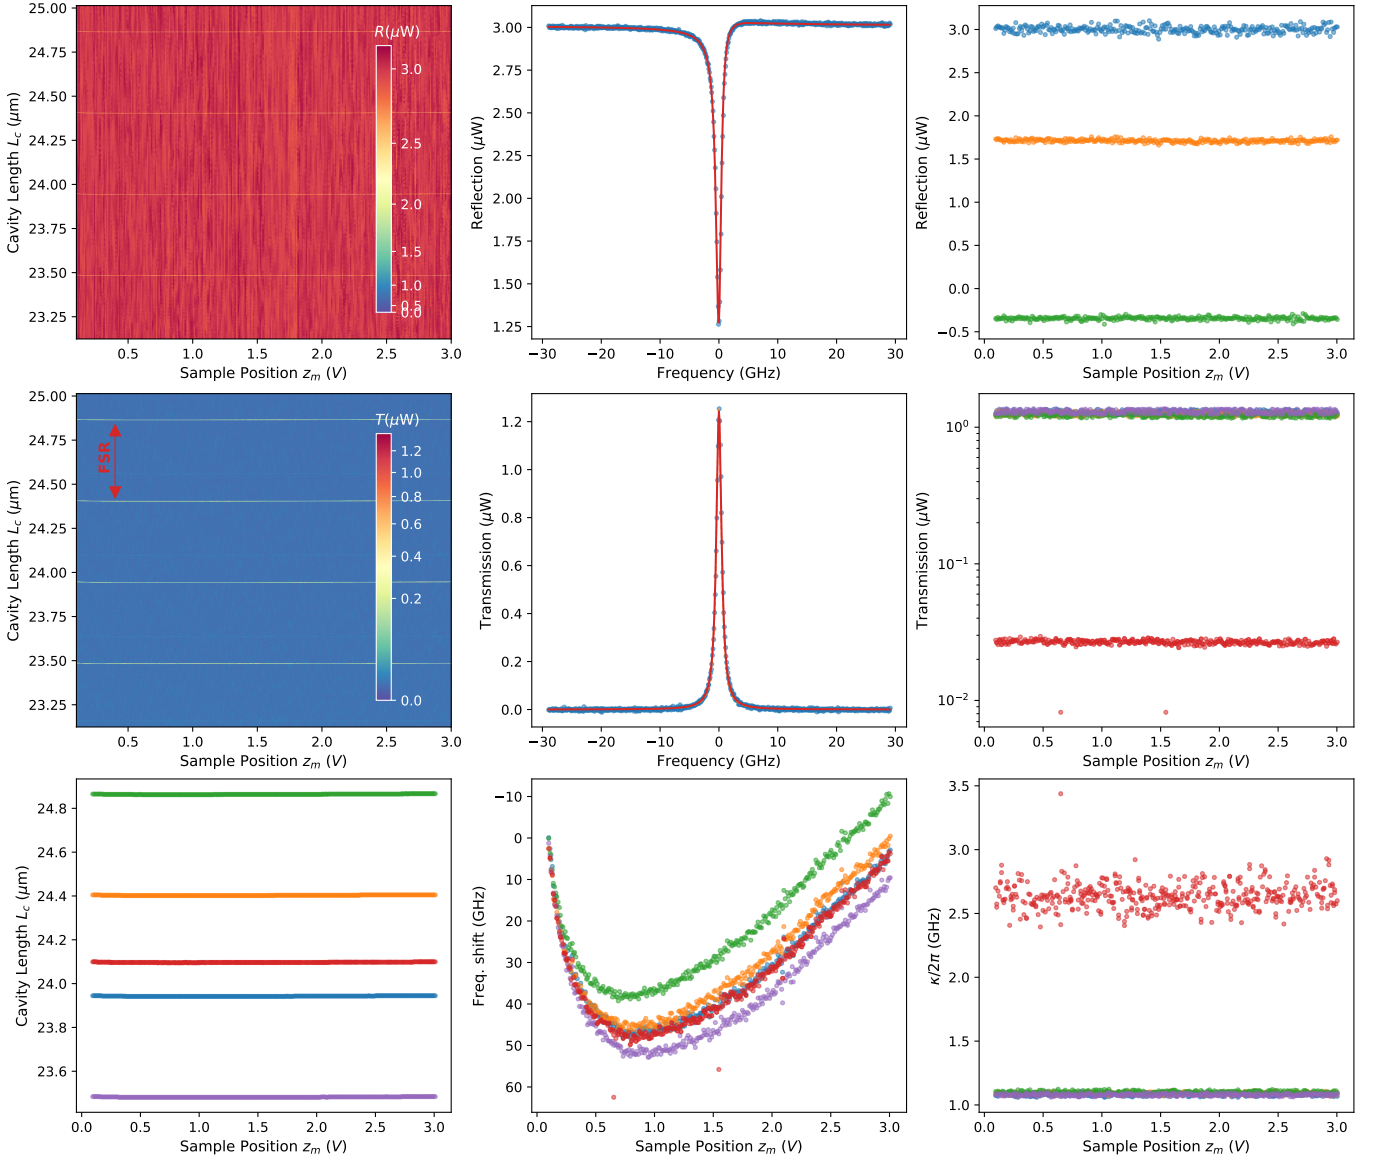 25.00
24.75
24.50
24.25
24.00
23.75
23.50
23.25
Cavity Length L_c (μm)
R(μW)
3.0
2.0
1.5
1.0
0.5
0.0
0.5 1.0 1.5 2.0 2.5 3.0
Sample Position z_m (V)
3.00
2.75
2.50
2.25
2.00
1.75
1.50
1.25
Reflection (μW)
−30 −20 −10 0 10 20 30
Frequency (GHz)
3.0
2.5
2.0
1.5
1.0
0.5
0.0
−0.5
Reflection (μW)
0.0 0.5 1.0 1.5 2.0 2.5 3.0
Sample Position z_m (V)
25.00
24.75
24.50
24.25
24.00
23.75
23.50
23.25
Cavity Length L_c (μm)
FSR
T(μW)
1.2
1.0
0.8
0.6
0.4
0.2
0.0
0.5 1.0 1.5 2.0 2.5 3.0
Sample Position z_m (V)
1.2
1.0
0.8
0.6
0.4
0.2
0.0
Transmission (μW)
−30 −20 −10 0 10 20 30
Frequency (GHz)
10⁰
10⁻¹
10⁻²
Transmission (μW)
0.0 0.5 1.0 1.5 2.0 2.5 3.0
Sample Position z_m (V)
24.8
24.6
24.4
24.2
24.0
23.8
23.6
Cavity Length L_c (μm)
0.0 0.5 1.0 1.5 2.0 2.5 3.0
Sample Position z_m (V)
−10
0
10
20
30
40
50
60
Freq. shift (GHz)
0.0 0.5 1.0 1.5 2.0 2.5 3.0
Sample Position z_m (V)
3.5
3.0
2.5
2.0
1.5
1.0
κ/2π (GHz)
0.0 0.5 1.0 1.5 2.0 2.5 3.0
Sample Position z_m (V)